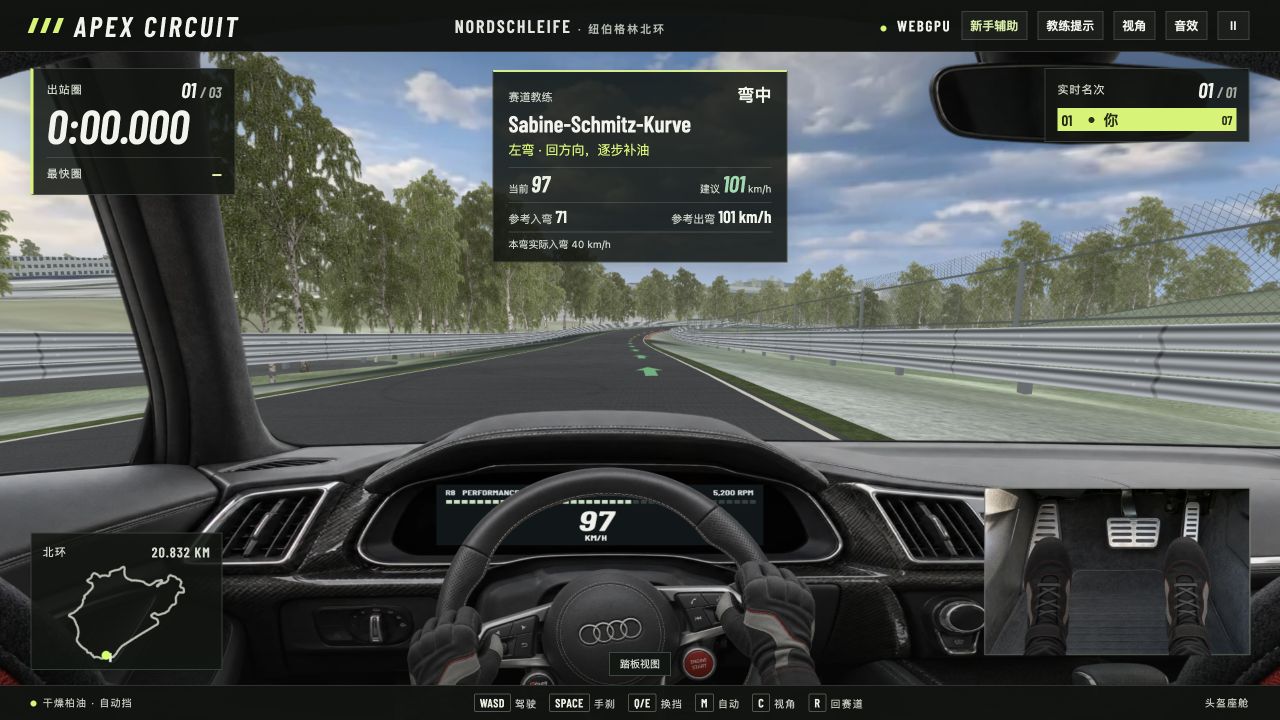 APEX CIRCUIT
NORDSCHLEIFE · 纽伯格林北环
WEBGPU
新手辅助
教练提示
视角
音效
II
出站圈 01 / 03
0:00.000
最快圈 –
赛道教练 弯中
Sabine-Schmitz-Kurve
左弯 · 回方向，逐步补油
当前 97 建议 101 km/h
参考入弯 71 参考出弯 101 km/h
本弯实际入弯 40 km/h
实时名次 01 / 01
01 • 你 07
R8 PERFORMANCE 5,200 RPM
97
KM/H
北环 20.832 KM
ENGINE
START
踏板视图
干燥柏油 · 自动挡
WASD 驾驶 SPACE 手刹 Q/E 换挡 M 自动 C 视角 R 回赛道
头盔座舱